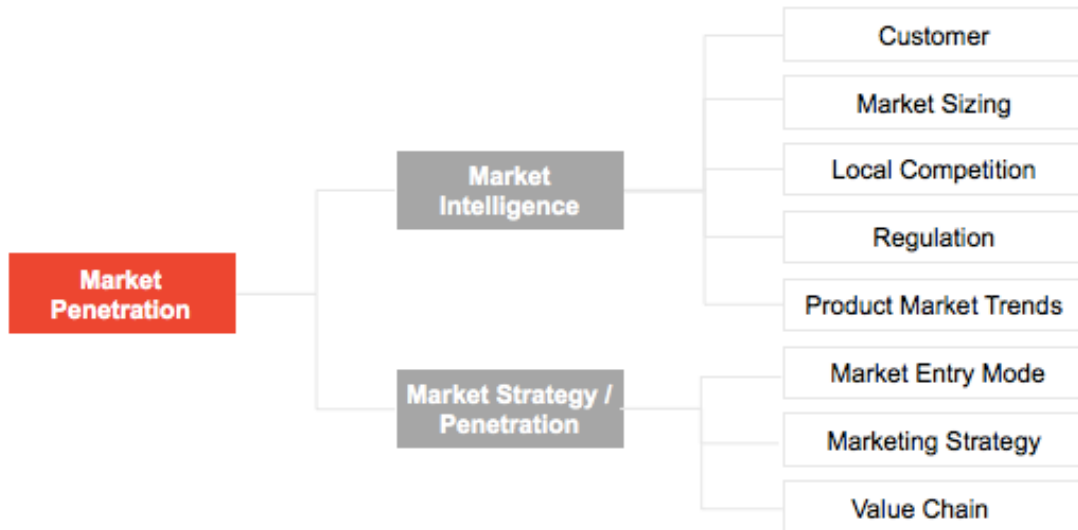 Market
Penetration
Market
Intelligence
Customer
Market Sizing
Local Competition
Regulation
Product Market Trends
Market Strategy /
Penetration
Market Entry Mode
Marketing Strategy
Value Chain